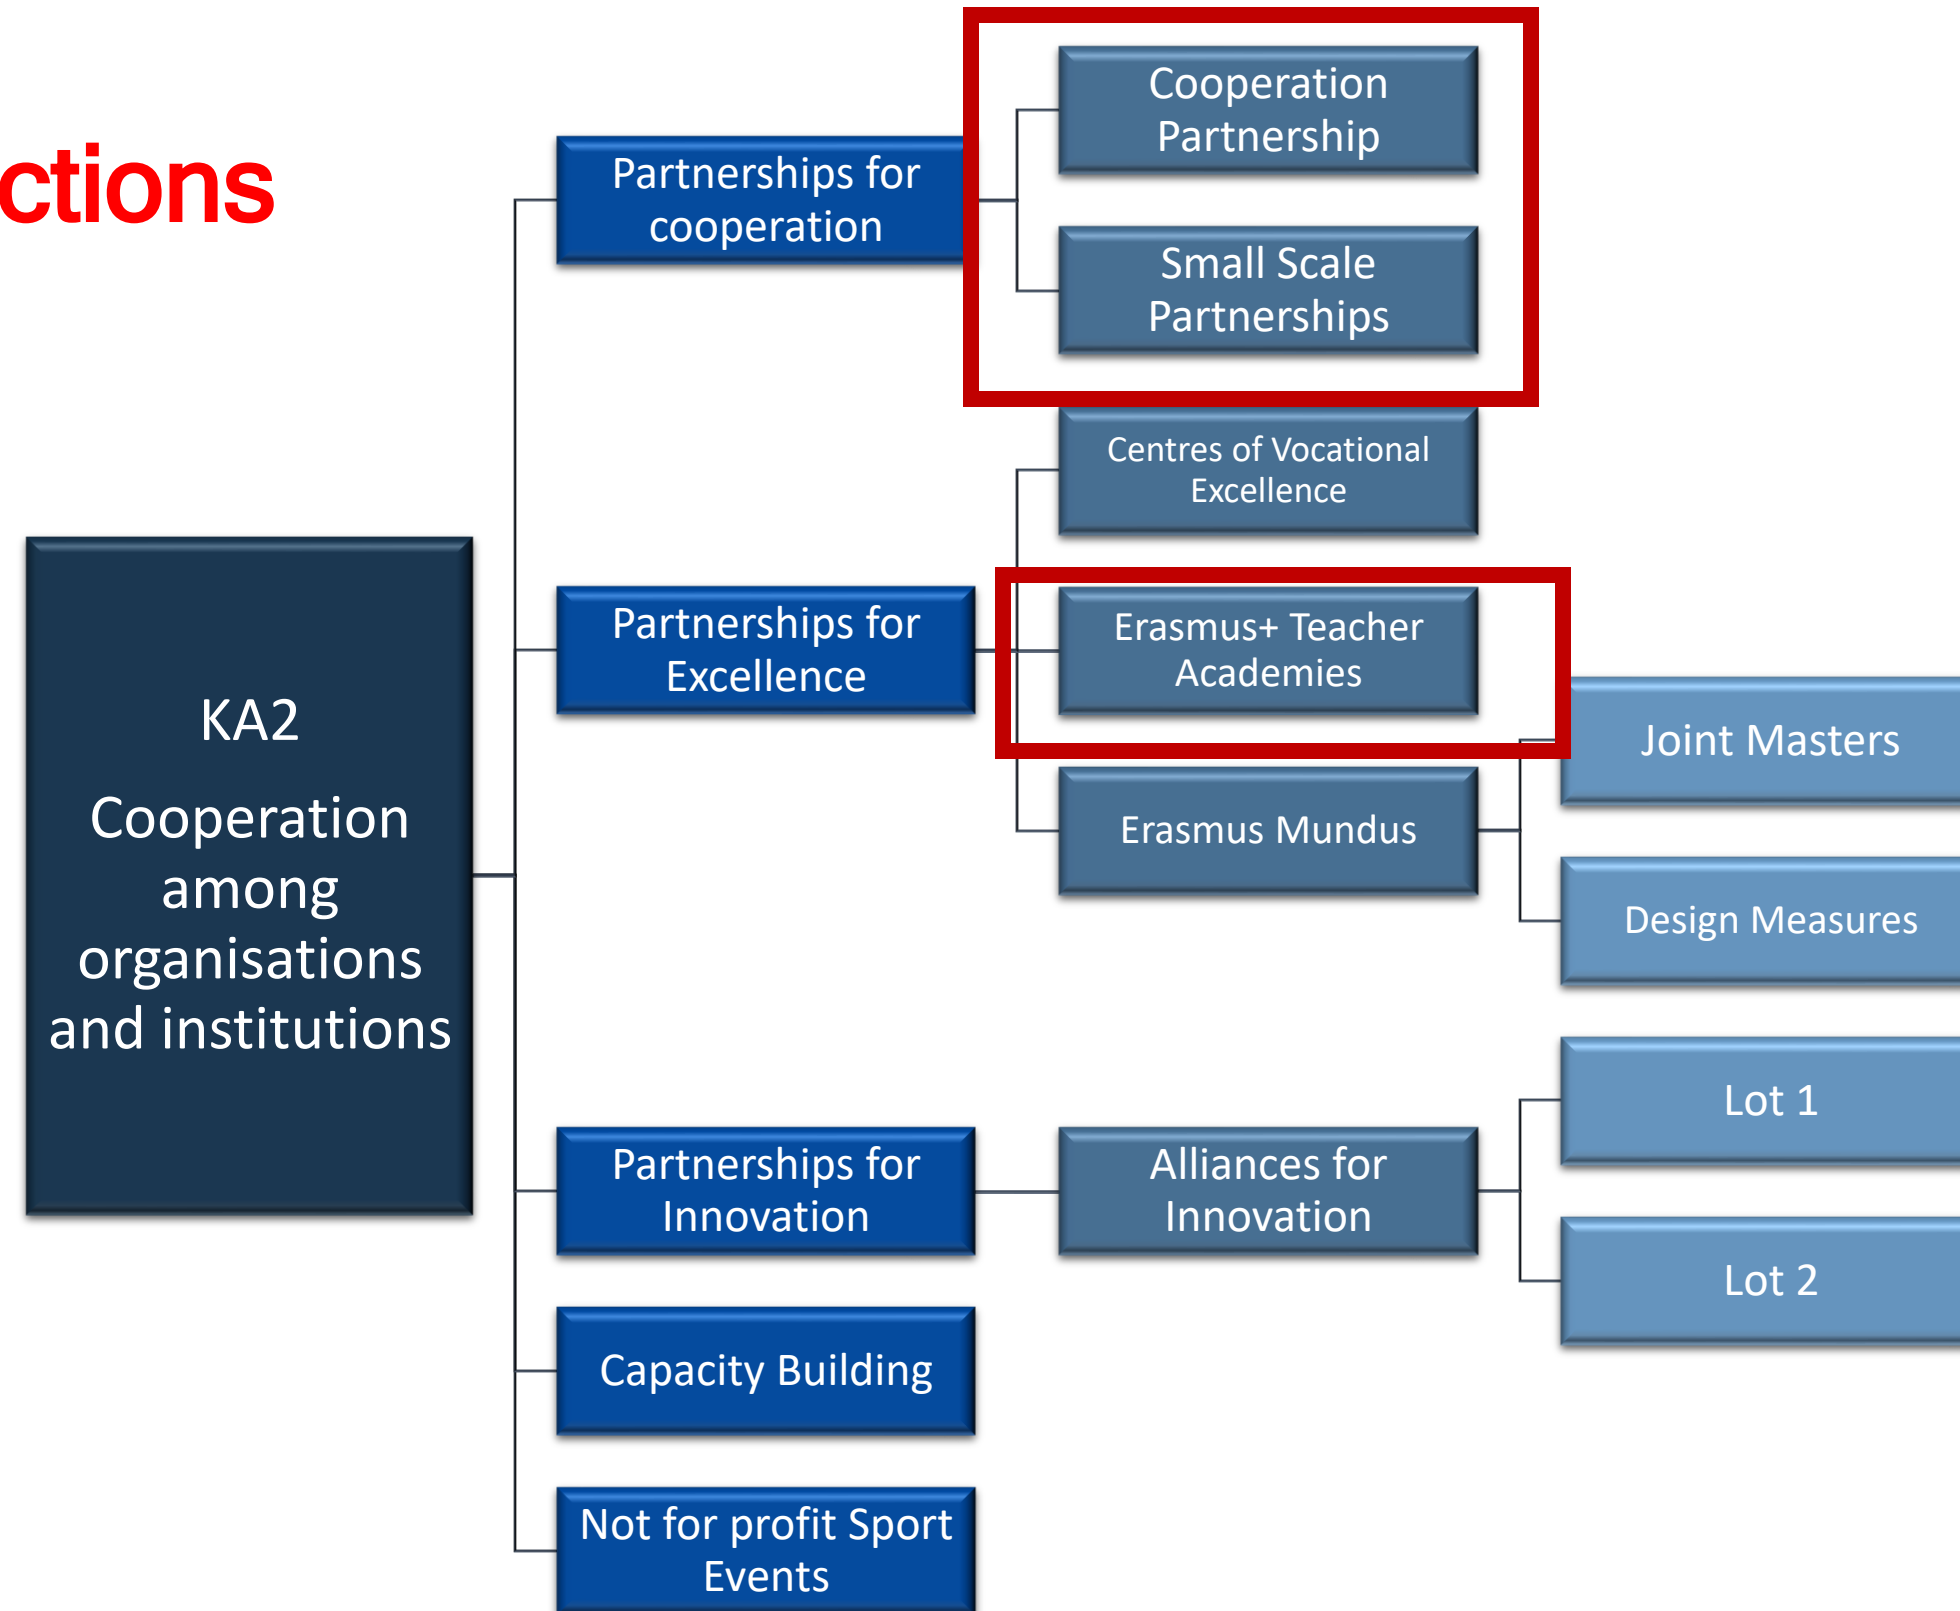 ctions
Cooperation
Partnership
Partnerships for
cooperation
Small Scale
Partnerships
Centres of Vocational
Excellence
Partnerships for
Excellence
Erasmus+ Teacher
Academies
KA2
Cooperation
among
organisations
and institutions
Joint Masters
Erasmus Mundus
Design Measures
Lot 1
Partnerships for
Innovation
Alliances for
Innovation
Lot 2
Capacity Building
Not for profit Sport
Events